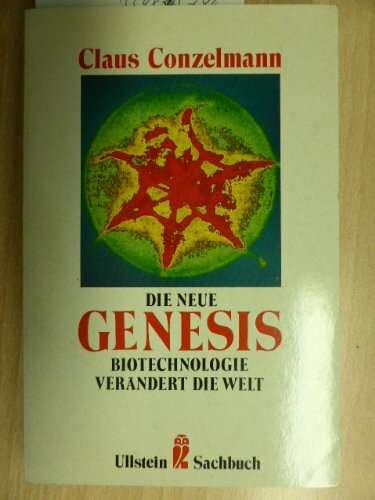 Claus Conzelmann
DIE NEUE
GENESIS
BIOTECHNOLOGIE
VERÄNDERT DIE WELT
Ullstein Sachbuch